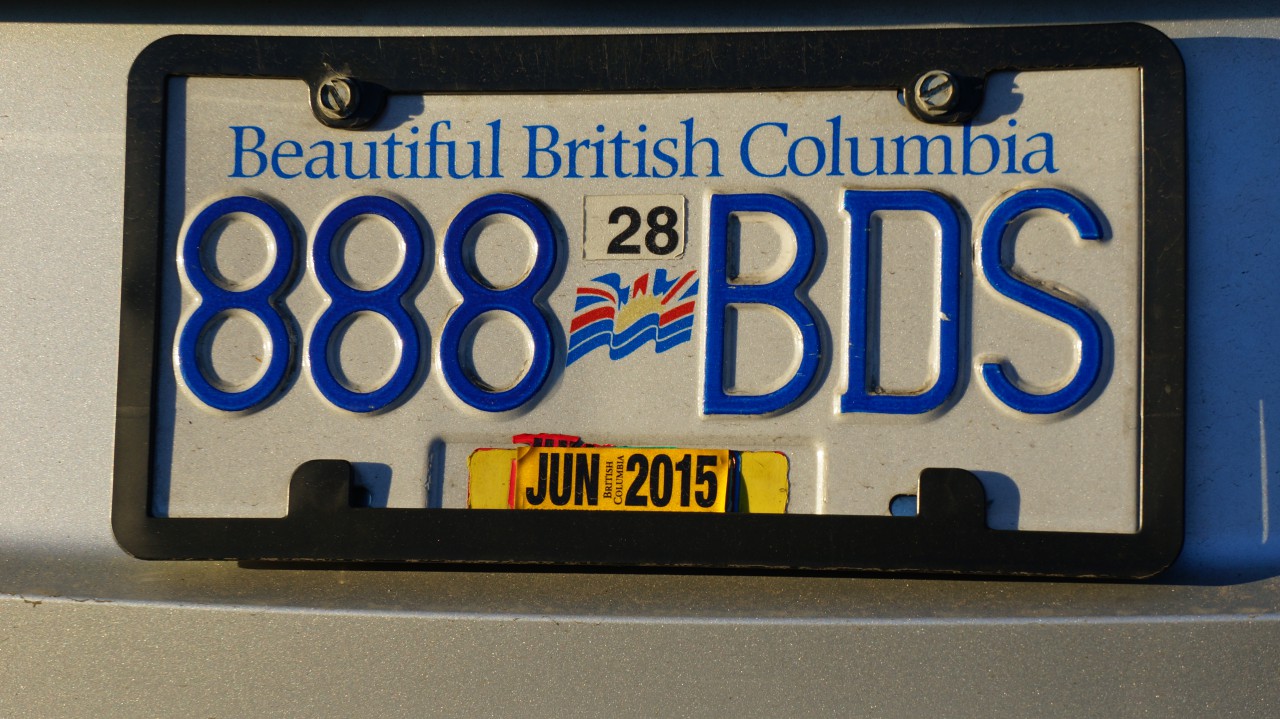 Beautiful British Columbia
888 28 BDS
JUN BRITISH COLUMBIA 2015